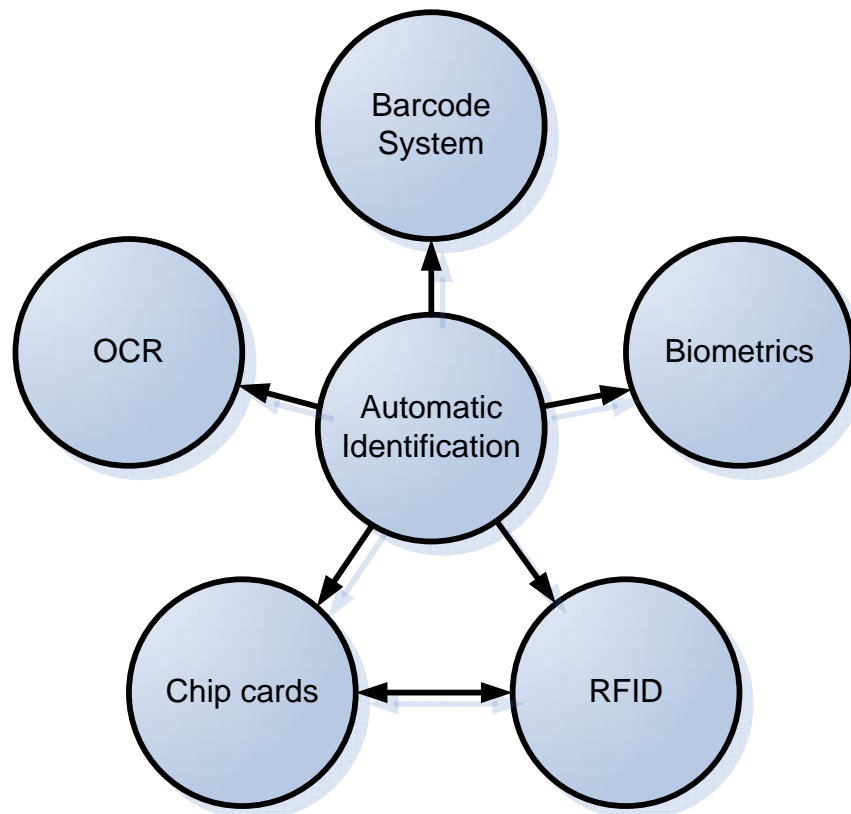 Barcode
System
OCR
Biometrics
Automatic
Identification
Chip cards
RFID